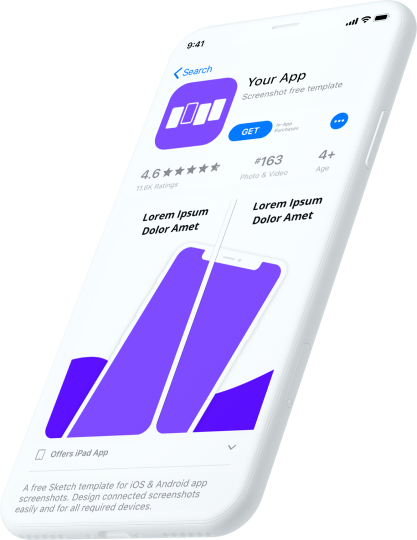 9:41
Search
Your App
Screenshot free template
GET
In-App
Purchases
4.6 ★★★★★
11.8K Ratings
#163
Photo & Video
4+
Age
Lorem Ipsum
Dolor Amet
Lorem Ipsum
Dolor Amet
Offers iPad App
A free Sketch template for iOS & Android app
screenshots. Design connected screenshots
easily and for all required devices.